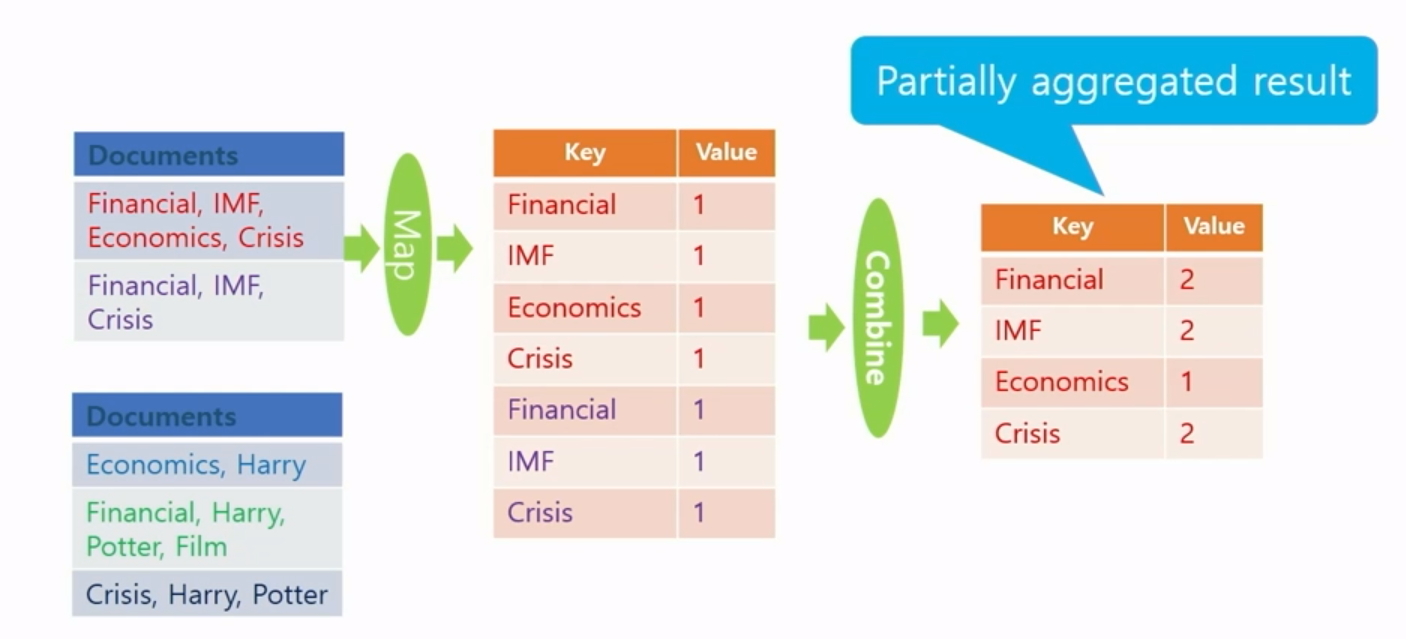 Partially aggregated result
Documents
Financial, IMF,
Economics, Crisis
Financial, IMF,
Crisis
Map
Key Value
Financial 1
IMF 1
Economics 1
Crisis 1
Financial 1
IMF 1
Crisis 1
Combine
Key Value
Financial 2
IMF 2
Economics 1
Crisis 2
Documents
Economics, Harry
Financial, Harry,
Potter, Film
Crisis, Harry, Potter